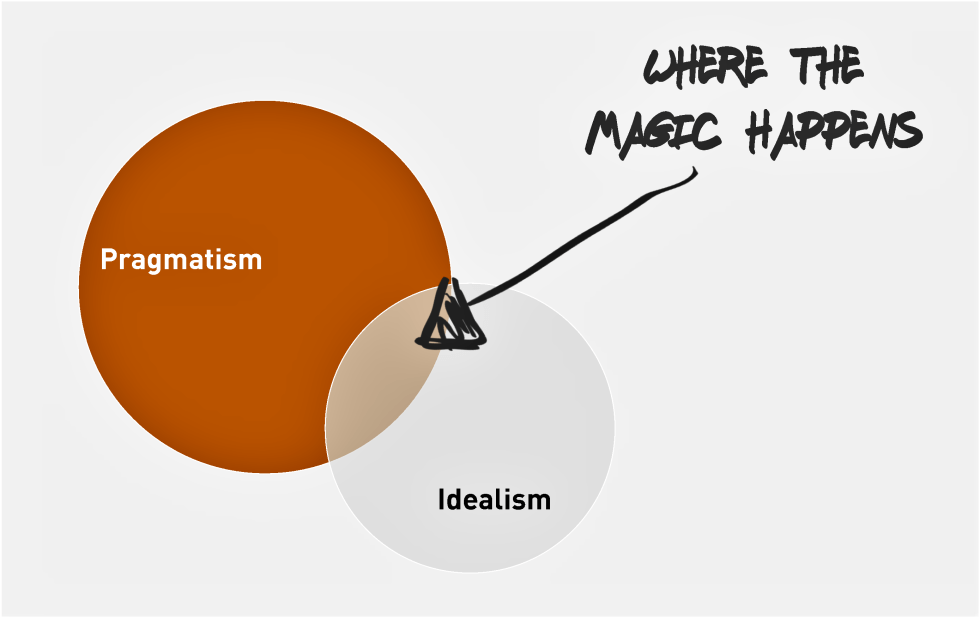 WHERE THE
MAGIC HAPPENS
Pragmatism
Idealism